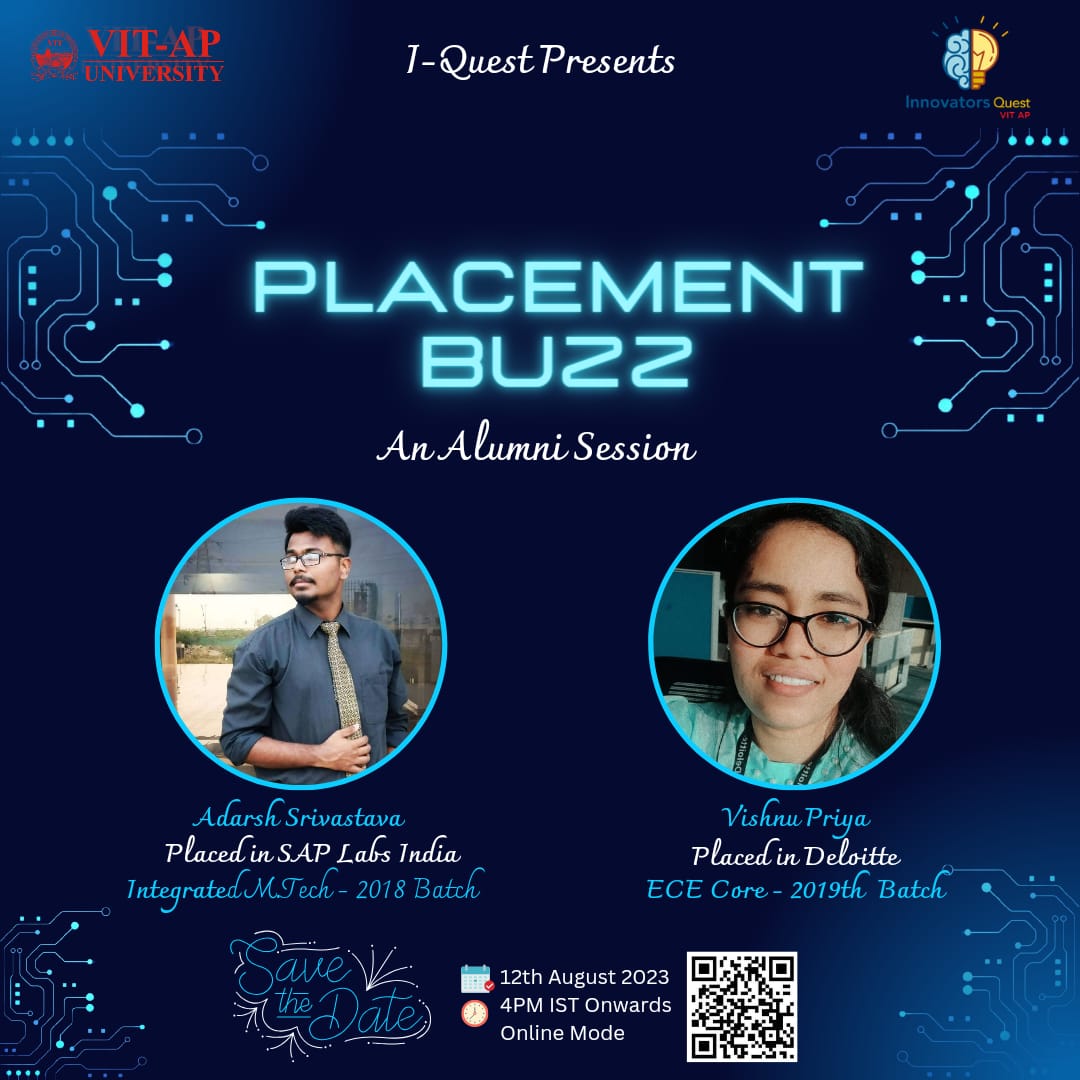 VIT-AP
UNIVERSITY
I-Quest Presents
Innovators Quest
VIT AP
PLACEMENT
BUZZ
An Alumni Session
Adarsh Srivastava
Placed in SAP Labs India
Integrated M.Tech - 2018 Batch
Deloitte
Vishnu Priya
Placed in Deloitte
ECE Core - 2019th Batch
Save
the Date
12th August 2023
4PM IST Onwards
Online Mode